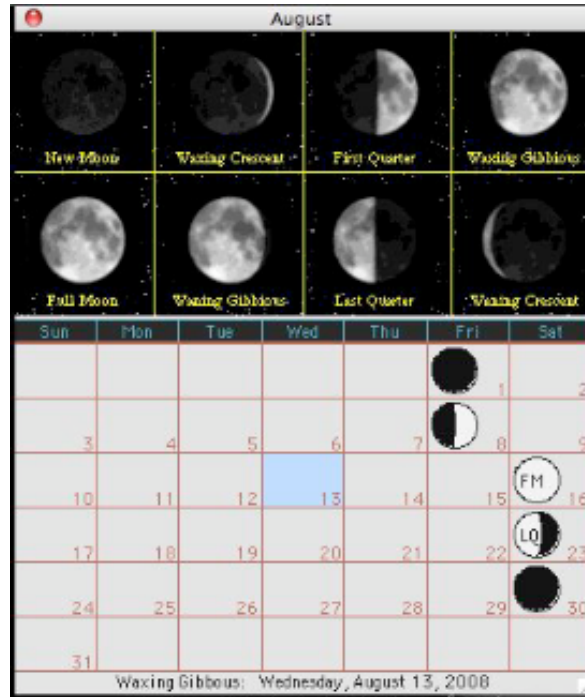 August
New Moon Waxing Crescent First Quarter Waxing Gibbious
Full Moon Waning Gibbious Last Quarter Waning Crescent
Sun Mon Tue Wed Thu Fri Sat
1 2
3 4 5 6 7 8 9
10 11 12 13 14 15 FM 16
17 18 19 20 21 22 LQ 23
24 25 26 27 28 29 30
31
Waxing Gibbous: Wednesday, August 13, 2008